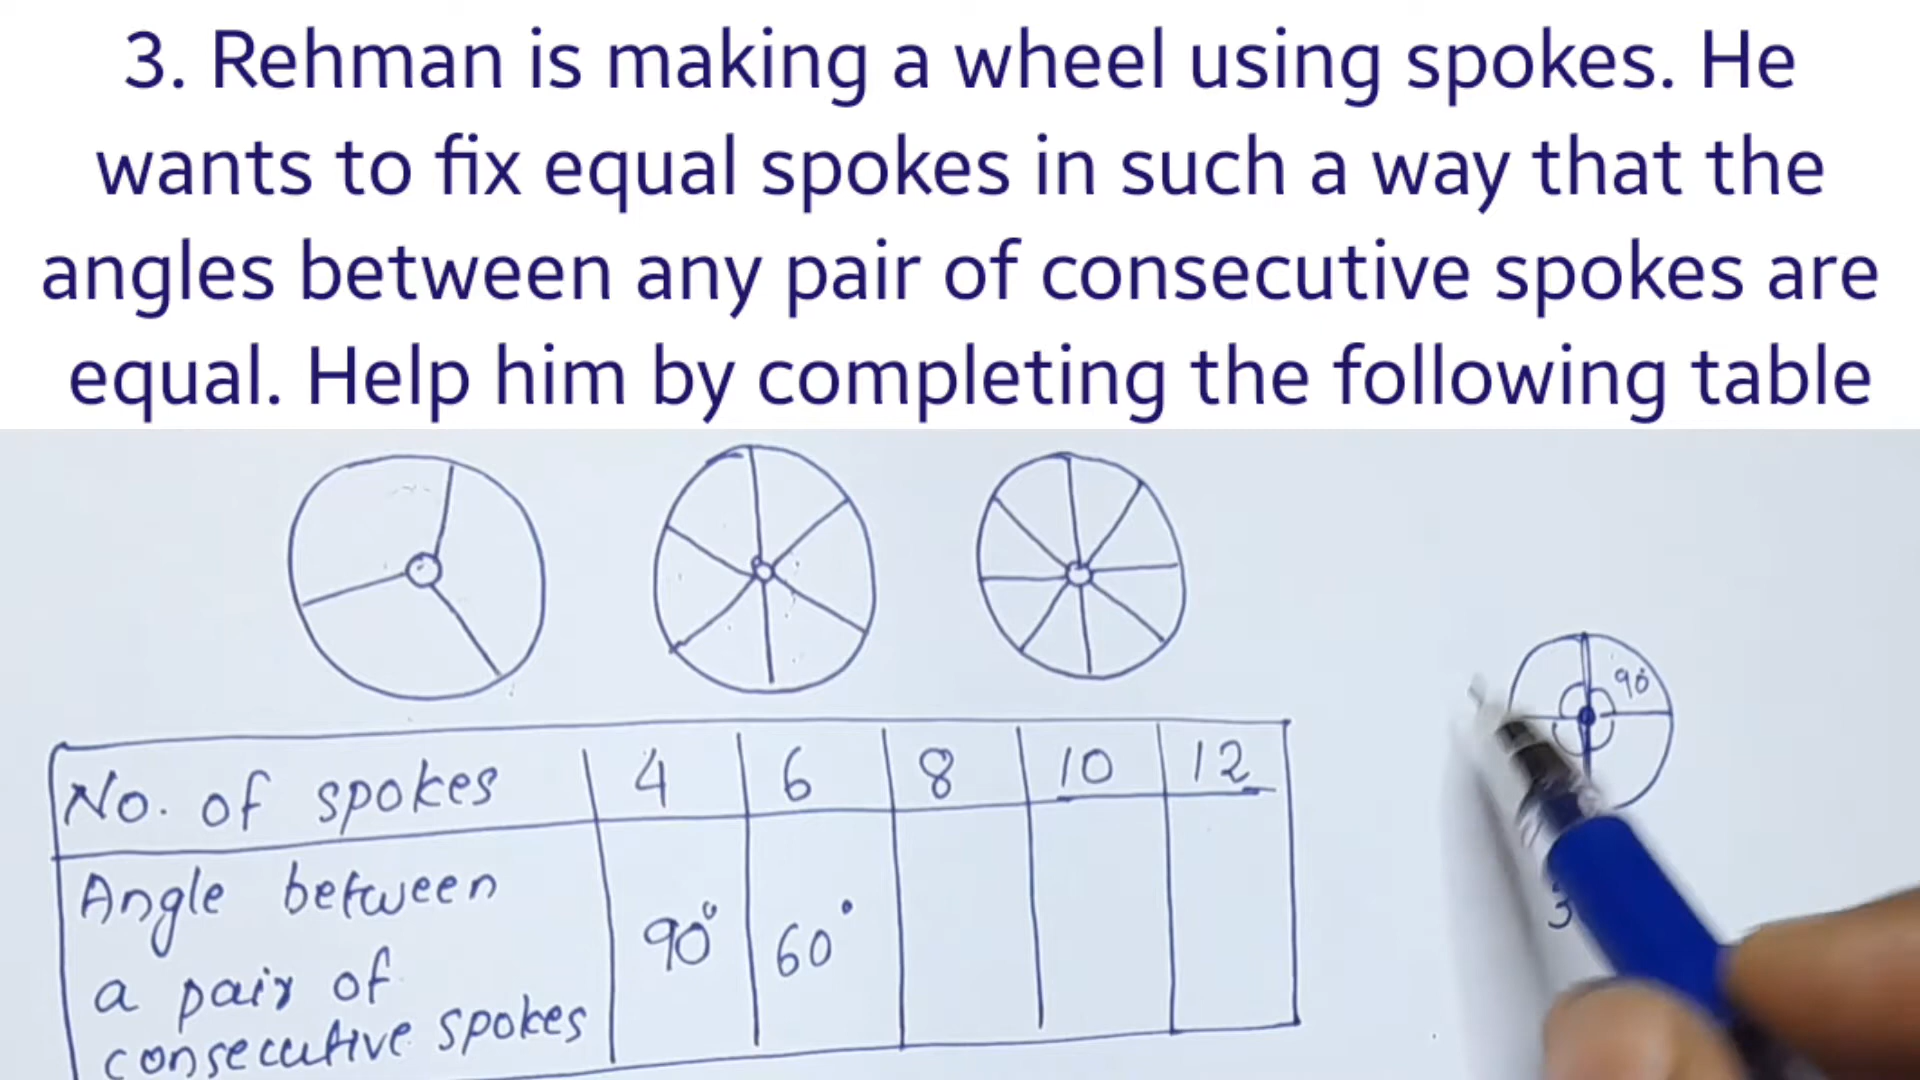 3. Rehman is making a wheel using spokes. He
wants to fix equal spokes in such a way that the
angles between any pair of consecutive spokes are
equal. Help him by completing the following table
90°
No. of spokes 4 6 8 10 12
Angle between
a pair of
consecutive spokes
90° 60°
3